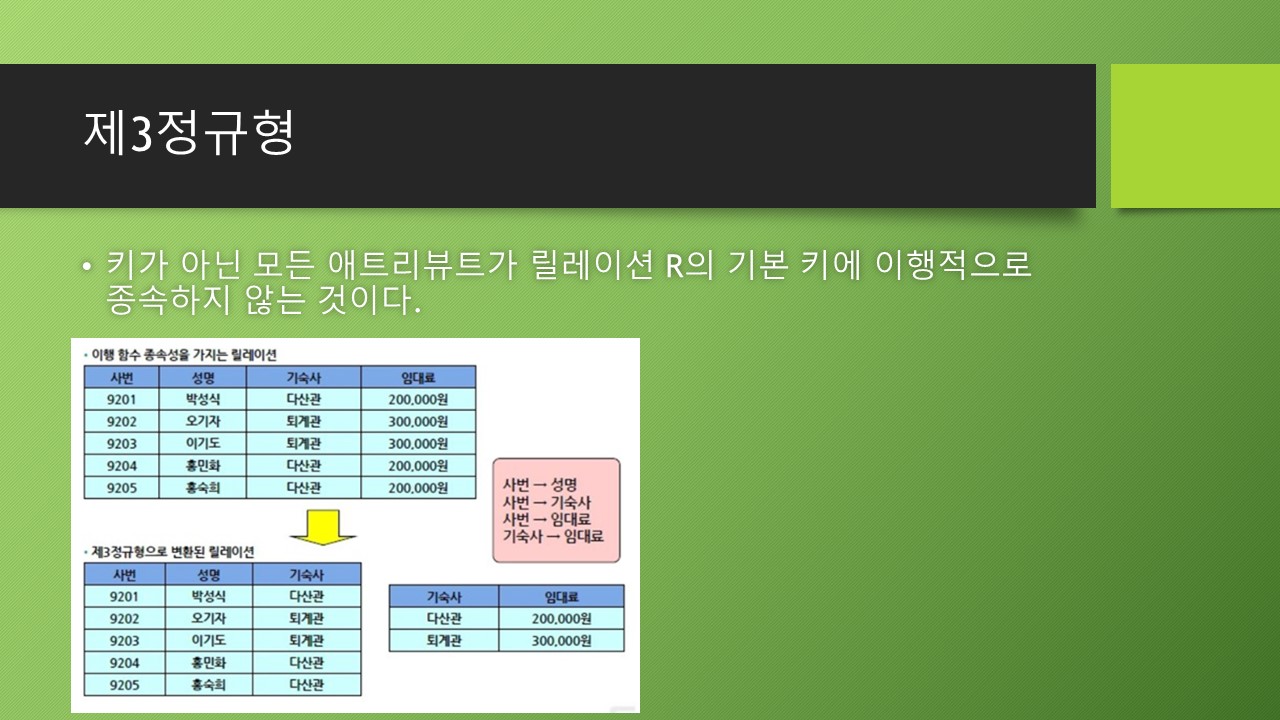 제3정규형
• 키가 아닌 모든 애트리뷰트가 릴레이션 R의 기본 키에 이행적으로
종속하지 않는 것이다.
• 이행 함수 종속성을 가지는 릴레이션
사번 성명 기숙사 임대료
9201 박성식 다산관 200,000원
9202 오기자 퇴계관 300,000원
9203 이기도 퇴계관 300,000원
9204 홍민화 다산관 200,000원
9205 홍숙희 다산관 200,000원
사번 → 성명
사번 → 기숙사
사번 → 임대료
기숙사 → 임대료
• 제3정규형으로 변환된 릴레이션
사번 성명 기숙사
9201 박성식 다산관
9202 오기자 퇴계관
9203 이기도 퇴계관
9204 홍민화 다산관
9205 홍숙희 다산관
기숙사 임대료
다산관 200,000원
퇴계관 300,000원